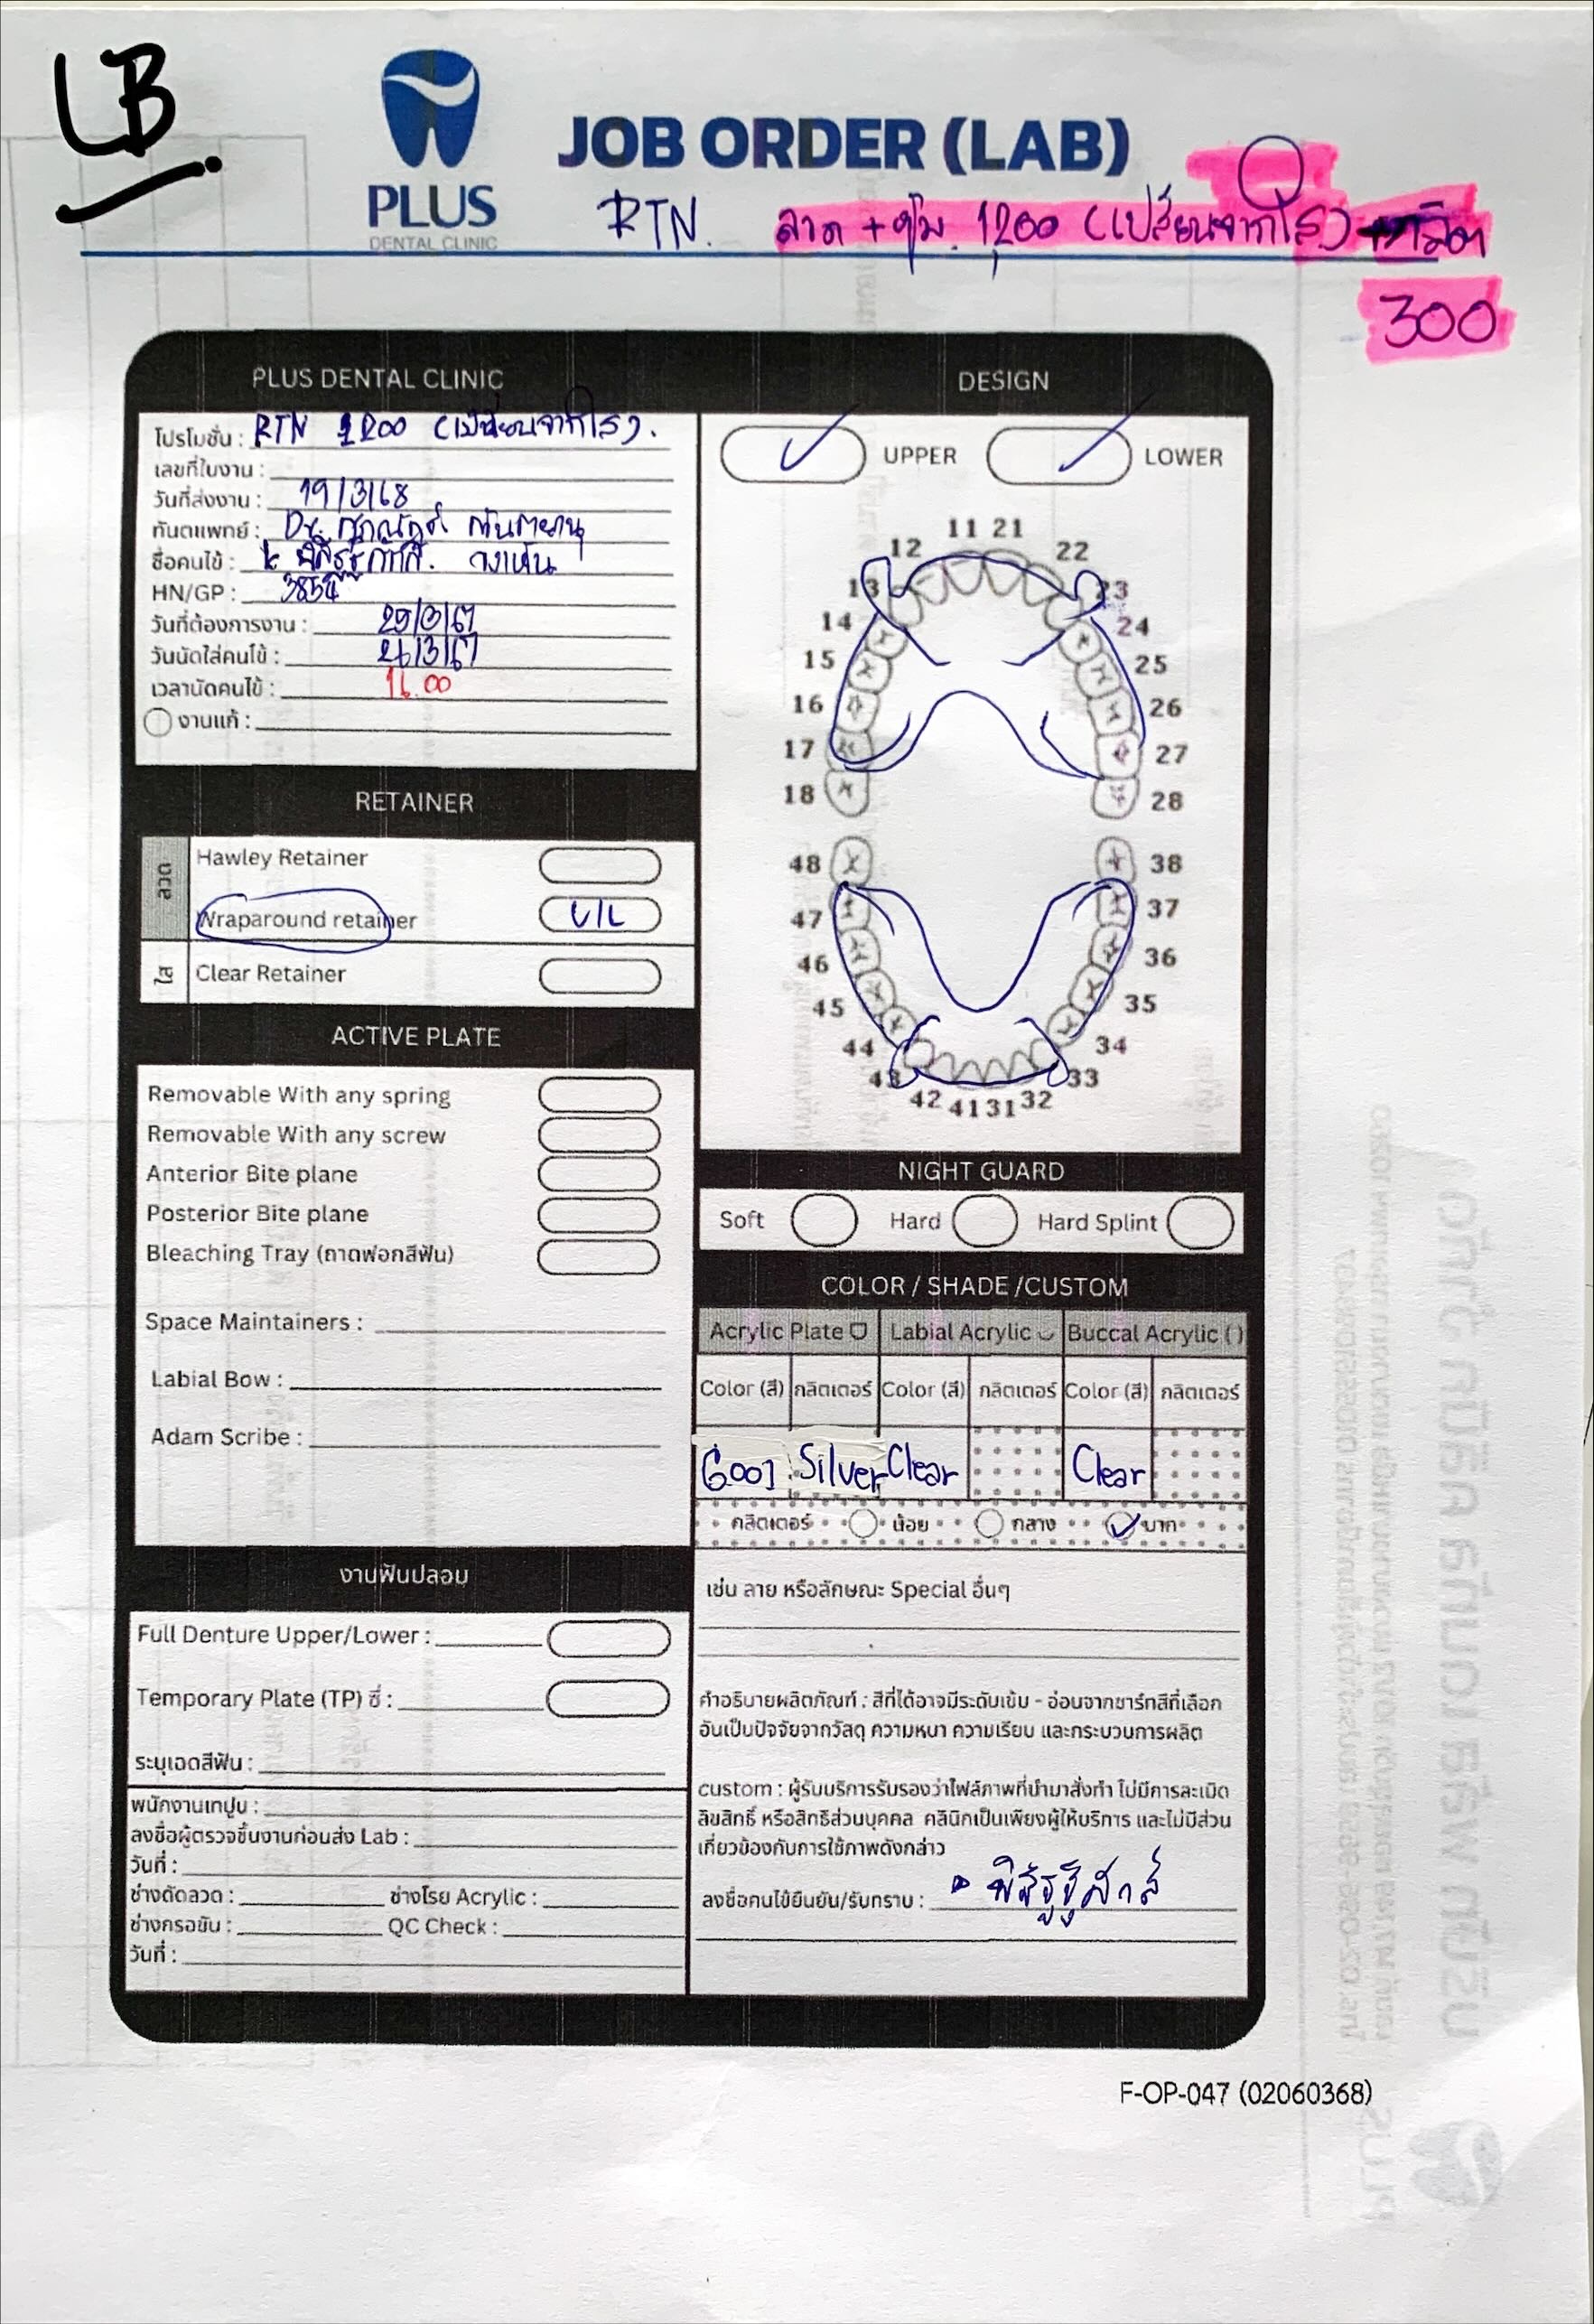 LB
PLUS
DENTAL CLINIC
JOB ORDER (LAB)
RTN. ลวด + ปั๊ม 1,200 (เปลี่ยนจากใส)
300
PLUS DENTAL CLINIC
โปรโมชั่น : RTN 1200 (เปลี่ยนจากใส).
เลขที่ใบงาน :
วันที่ส่งงาน : 19/3/68
ทันตแพทย์ : Dr.
ชื่อคนไข้ :
HN/GP :
วันที่ต้องการงาน : 25/3/67
วันนัดใส่คนไข้ : 26/3/67
เวลานัดคนไข้ : 16.00
งานแก้ :
RETAINER
ลวด
Hawley Retainer
Wraparound retainer U/L
ใส
Clear Retainer
ACTIVE PLATE
Removable With any spring
Removable With any screw
Anterior Bite plane
Posterior Bite plane
Bleaching Tray (ถาดฟอกสีฟัน)
Space Maintainers :
Labial Bow :
Adam Scribe :
งานฟันปลอม
Full Denture Upper/Lower :
Temporary Plate (TP) ซี่ :
ระบุเฉดสีฟัน :
พนักงานเทปูน :
ลงชื่อผู้ตรวจชิ้นงานก่อนส่ง Lab :
วันที่ :
ช่างดัดลวด : ช่างโรย Acrylic :
ช่างกรอขัน : QC Check :
วันที่ :
DESIGN
UPPER LOWER
11 21
12 22
13 23
14 24
15 25
16 26
17 27
18 28
48 38
47 37
46 36
45 35
44 34
43 33
42 41 31 32
NIGHT GUARD
Soft Hard Hard Splint
COLOR / SHADE /CUSTOM
Acrylic Plate Labial Acrylic Buccal Acrylic ()
Color (สี) กลิตเตอร์ Color (สี) กลิตเตอร์ Color (สี) กลิตเตอร์
G001 Silver Clear Clear
กลิตเตอร์ น้อย กลาง มาก
เช่น ลาย หรือลักษณะ Special อื่นๆ
คำอธิบายผลิตภัณฑ์ : สีที่ได้อาจมีระดับเข้ม - อ่อนจากชาร์ทสีที่เลือก
อันเป็นปัจจัยจากวัสดุ ความหนา ความเรียบ และกระบวนการผลิต
custom : ผู้รับบริการรับรองว่าไฟล์ภาพที่นำมาสั่งทำ ไม่มีการละเมิด
ลิขสิทธิ์ หรือสิทธิส่วนบุคคล คลินิกเป็นเพียงผู้ให้บริการ และไม่มีส่วน
เกี่ยวข้องกับการใช้ภาพดังกล่าว
ลงชื่อคนไข้ยืนยัน/รับทราบ :
F-OP-047 (02060368)